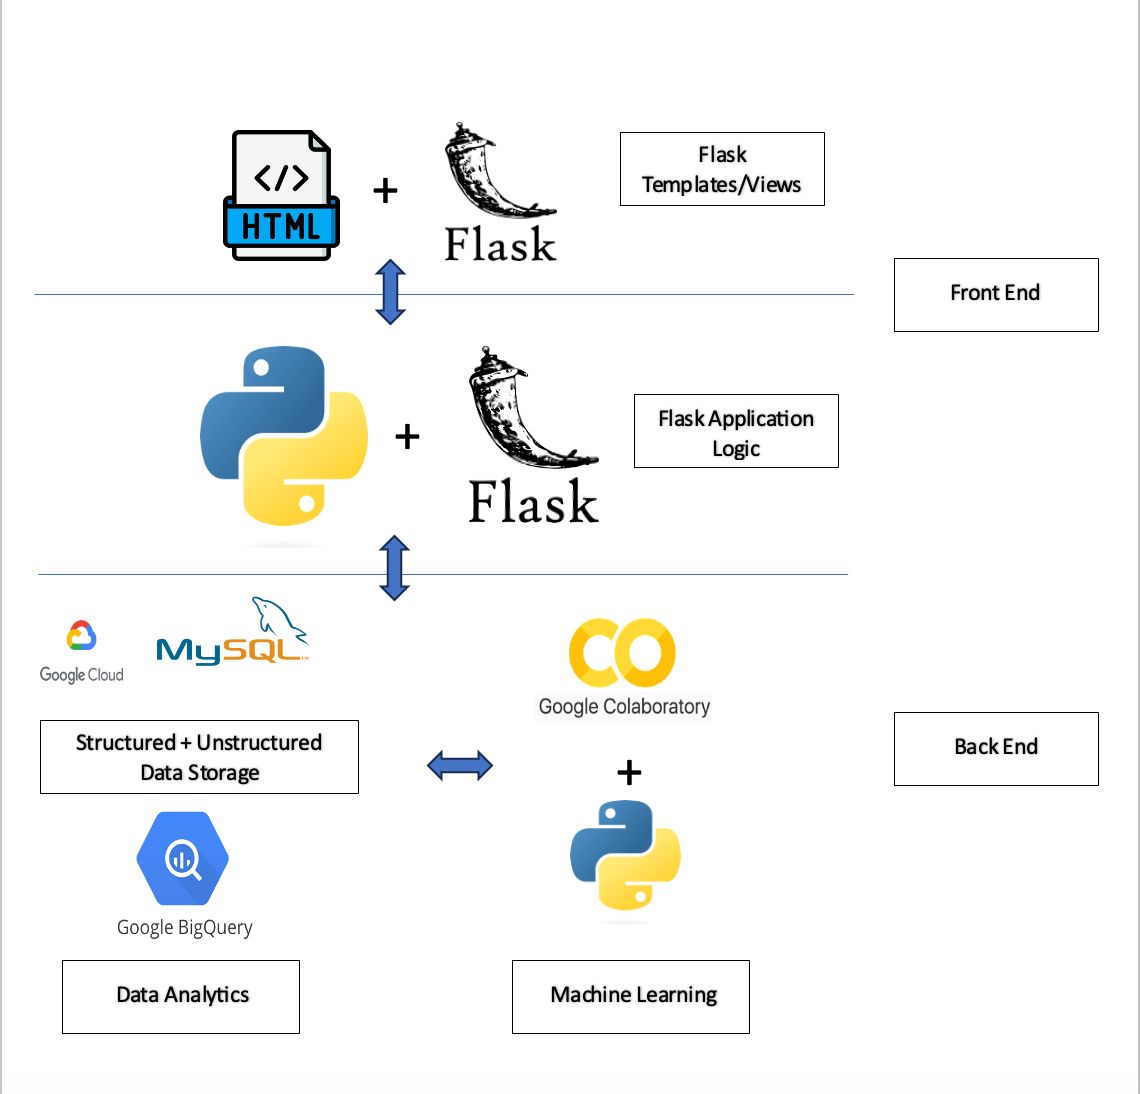 </>
HTML
+
Flask
Flask
Templates/Views
Front End
+
Flask
Flask Application
Logic
Google Cloud
MySQL™
Google Colaboratory
Structured + Unstructured
Data Storage
Back End
+
Google BigQuery
Data Analytics
Machine Learning